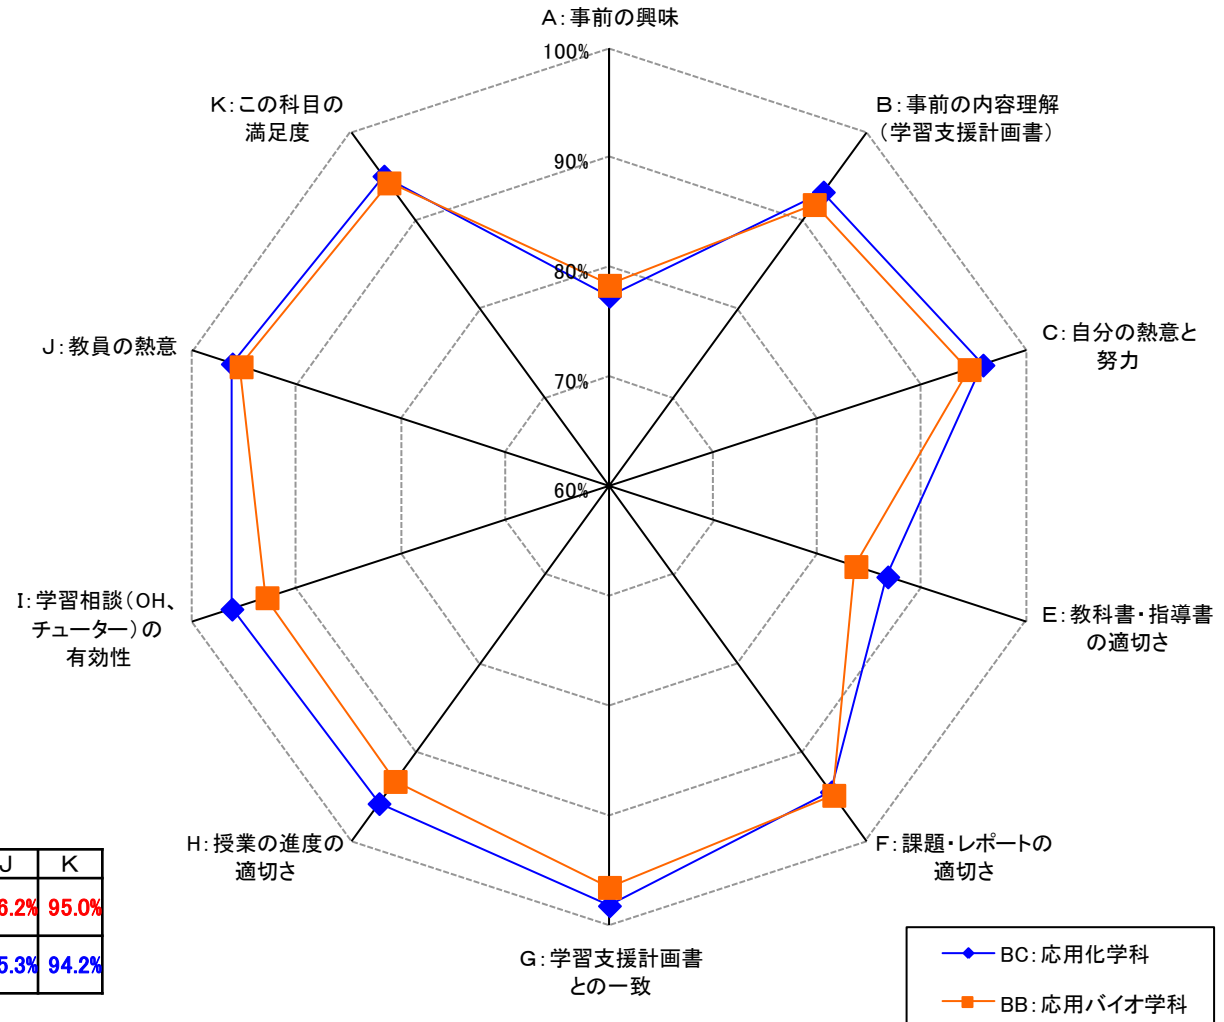 A:事前の興味
100%
90%
80%
70%
60%
B:事前の内容理解
(学習支援計画書)
C:自分の熱意と
努力
E:教科書・指導書
の適切さ
F:課題・レポートの
適切さ
G:学習支援計画書
との一致
H:授業の進度の
適切さ
I:学習相談(OH、
チューター)の
有効性
J:教員の熱意
K:この科目の
満足度
J K
6.2% 95.0%
5.3% 94.2%
BC:応用化学科
BB:応用バイオ学科